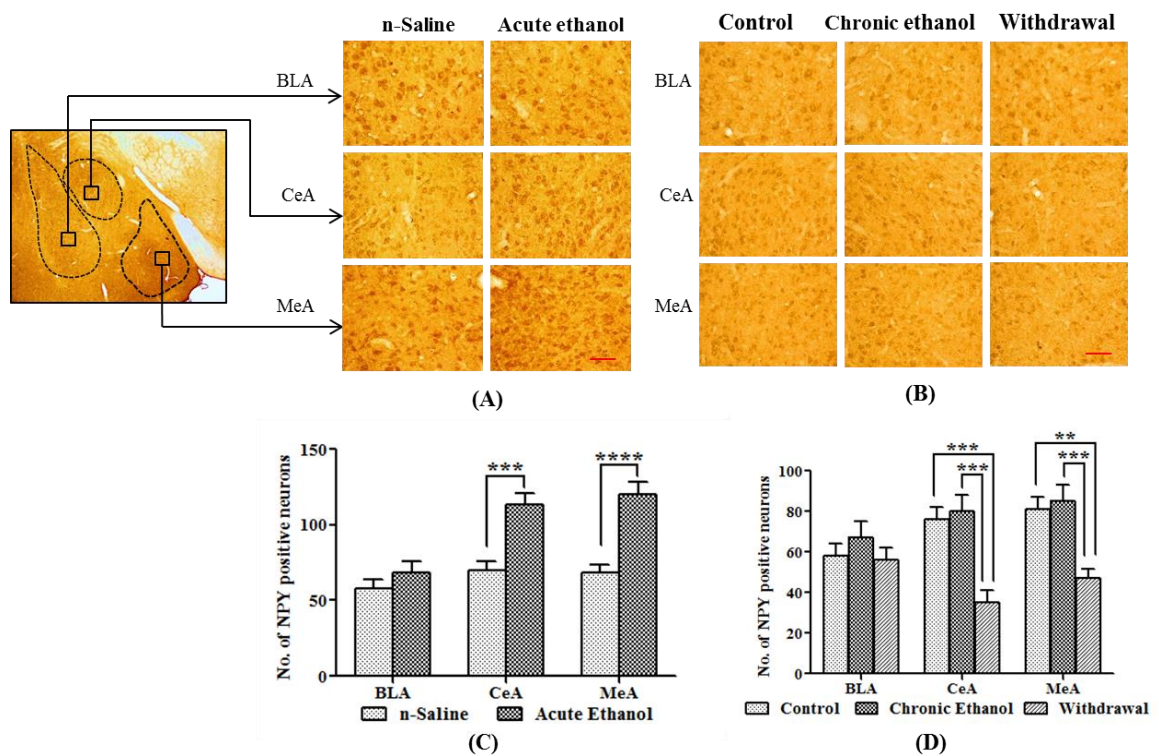 n-Saline Acute ethanol
BLA
CeA
MeA
(A)
Control Chronic ethanol Withdrawal
BLA
CeA
MeA
(B)
No. of NPY positive neurons
150
100
50
0
*** ****
BLA CeA MeA
n-Saline Acute Ethanol
(C)
No. of NPY positive neurons
100
80
60
40
20
0
*** **
*** ***
BLA CeA MeA
Control Chronic Ethanol Withdrawal
(D)